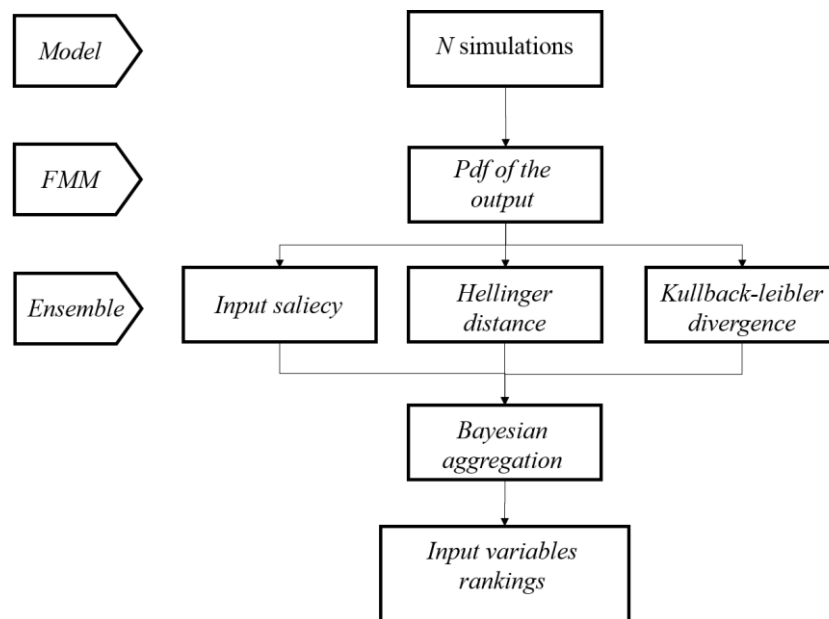 Model
N simulations
FMM
Pdf of the
output
Ensemble
Input saliecy
Hellinger
distance
Kullback-leibler
divergence
Bayesian
aggregation
Input variables
rankings